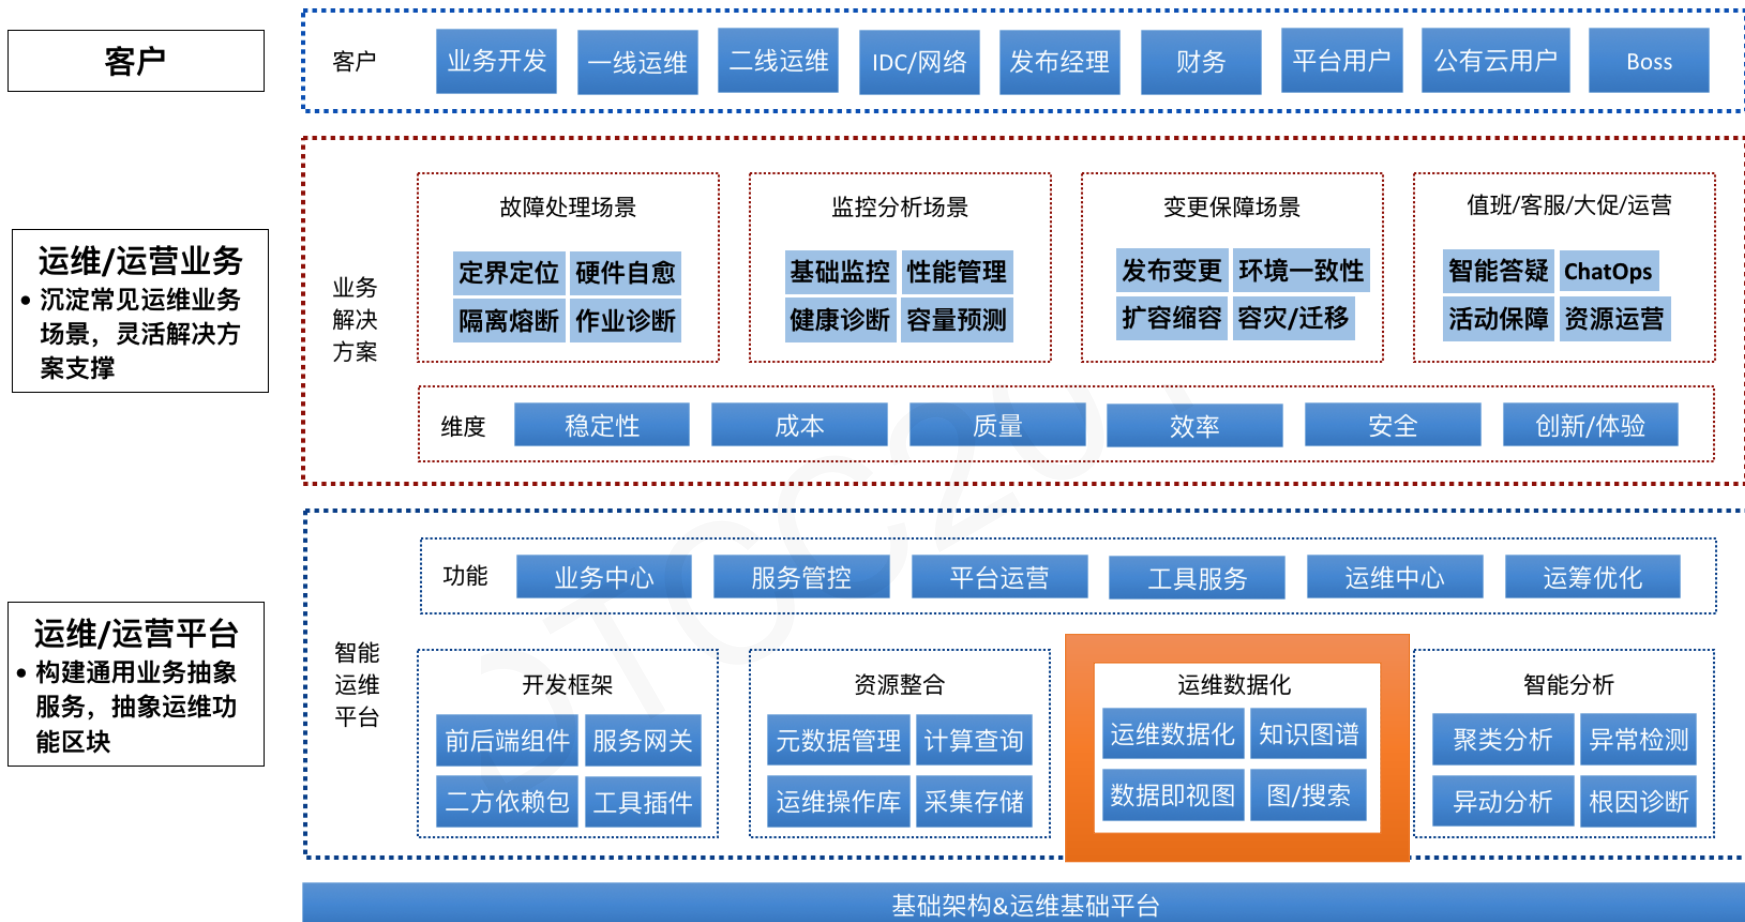 客户
客户
业务开发
一线运维
二线运维
IDC/网络
发布经理
财务
平台用户
公有云用户
Boss
运维/运营业务
• 沉淀常见运维业务
场景，灵活解决方
案支撑
业务
解决
方案
故障处理场景
定界定位
硬件自愈
隔离熔断
作业诊断
监控分析场景
基础监控
性能管理
健康诊断
容量预测
变更保障场景
发布变更
环境一致性
扩容缩容
容灾/迁移
值班/客服/大促/运营
智能答疑
ChatOps
活动保障
资源运营
维度
稳定性
成本
质量
效率
安全
创新/体验
运维/运营平台
• 构建通用业务抽象
服务，抽象运维功
能区块
智能
运维
平台
功能
业务中心
服务管控
平台运营
工具服务
运维中心
运筹优化
开发框架
前后端组件
服务网关
二方依赖包
工具插件
资源整合
元数据管理
计算查询
运维操作库
采集存储
运维数据化
运维数据化
知识图谱
数据即视图
图/搜索
智能分析
聚类分析
异常检测
异动分析
根因诊断
基础架构&运维基础平台